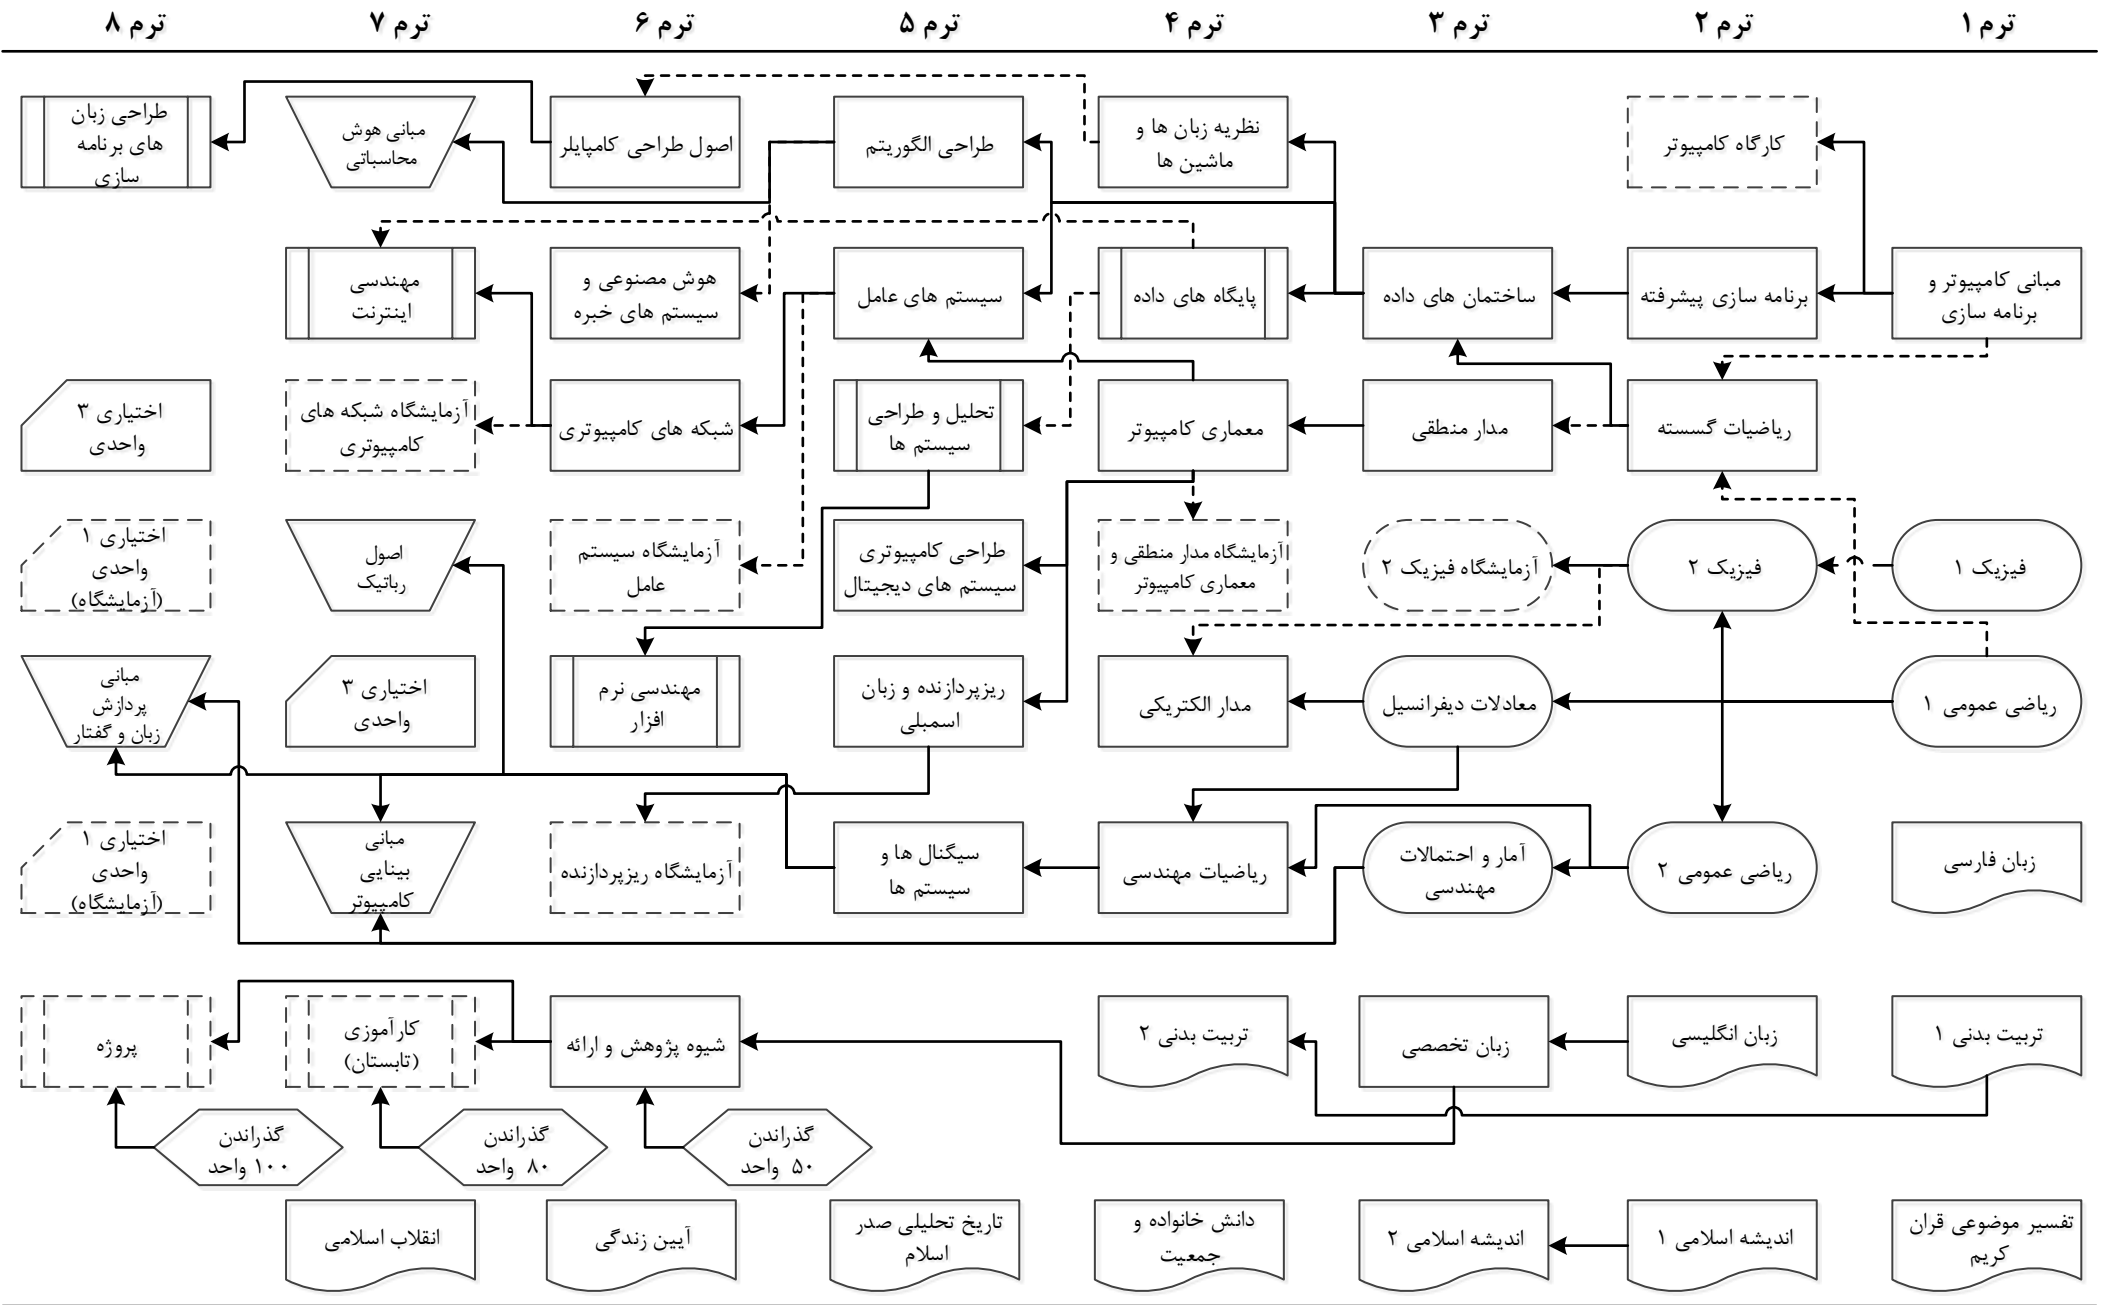 ترم ۱
ترم ۲
ترم ۳
ترم ۴
ترم ۵
ترم ۶
ترم ۷
ترم ۸
کارگاه کامپیوتر
نظریه زبان ها و
ماشین ها
طراحی الگوریتم
اصول طراحی کامپایلر
مبانی هوش
محاسباتی
طراحی زبان
های برنامه
سازی
مبانی کامپیوتر و
برنامه سازی
برنامه سازی پیشرفته
ساختمان های داده
پایگاه های داده
سیستم های عامل
هوش مصنوعی و
سیستم های خبره
مهندسی
اینترنت
ریاضیات گسسته
مدار منطقی
معماری کامپیوتر
تحلیل و طراحی
سیستم ها
شبکه های کامپیوتری
آزمایشگاه شبکه های
کامپیوتری
اختیاری ۳
واحدی
فیزیک ۱
فیزیک ۲
آزمایشگاه فیزیک ۲
آزمایشگاه مدار منطقی و
معماری کامپیوتر
طراحی کامپیوتری
سیستم های دیجیتال
آزمایشگاه سیستم
عامل
اصول
رباتیک
اختیاری ۱
واحدی
(آزمایشگاه)
ریاضی عمومی ۱
معادلات دیفرانسیل
مدار الکتریکی
ریزپردازنده و زبان
اسمبلی
مهندسی نرم
افزار
اختیاری ۳
واحدی
مبانی
پردازش
زبان و گفتار
زبان فارسی
ریاضی عمومی ۲
آمار و احتمالات
مهندسی
ریاضیات مهندسی
سیگنال ها و
سیستم ها
آزمایشگاه ریزپردازنده
مبانی
بینایی
کامپیوتر
اختیاری ۱
واحدی
(آزمایشگاه)
تربیت بدنی ۱
زبان انگلیسی
زبان تخصصی
تربیت بدنی ۲
شیوه پژوهش و ارائه
کارآموزی
(تابستان)
پروژه
گذراندن
۵۰ واحد
گذراندن
۸۰ واحد
گذراندن
۱۰۰ واحد
تفسیر موضوعی قران
کریم
اندیشه اسلامی ۱
اندیشه اسلامی ۲
دانش خانواده و
جمعیت
تاریخ تحلیلی صدر
اسلام
آیین زندگی
انقلاب اسلامی